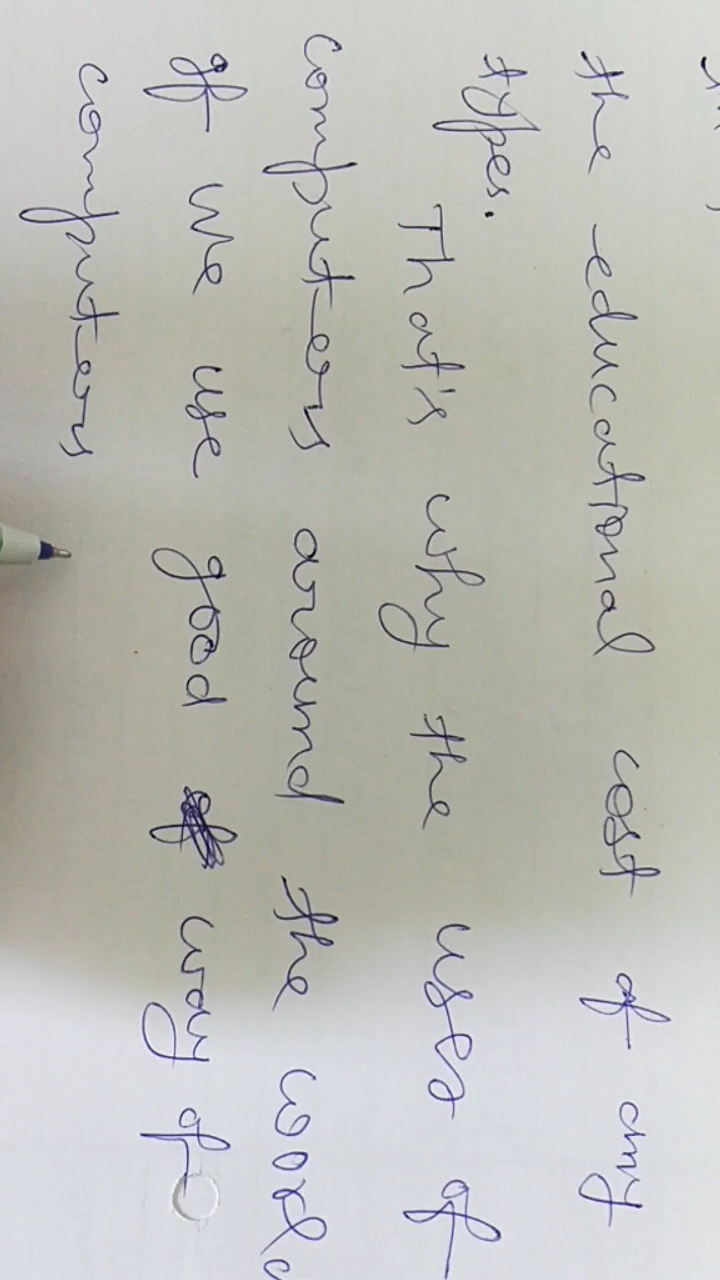 the educational cost of any
types.
That's why the uses of
computers around the world
If we use good way of
computers